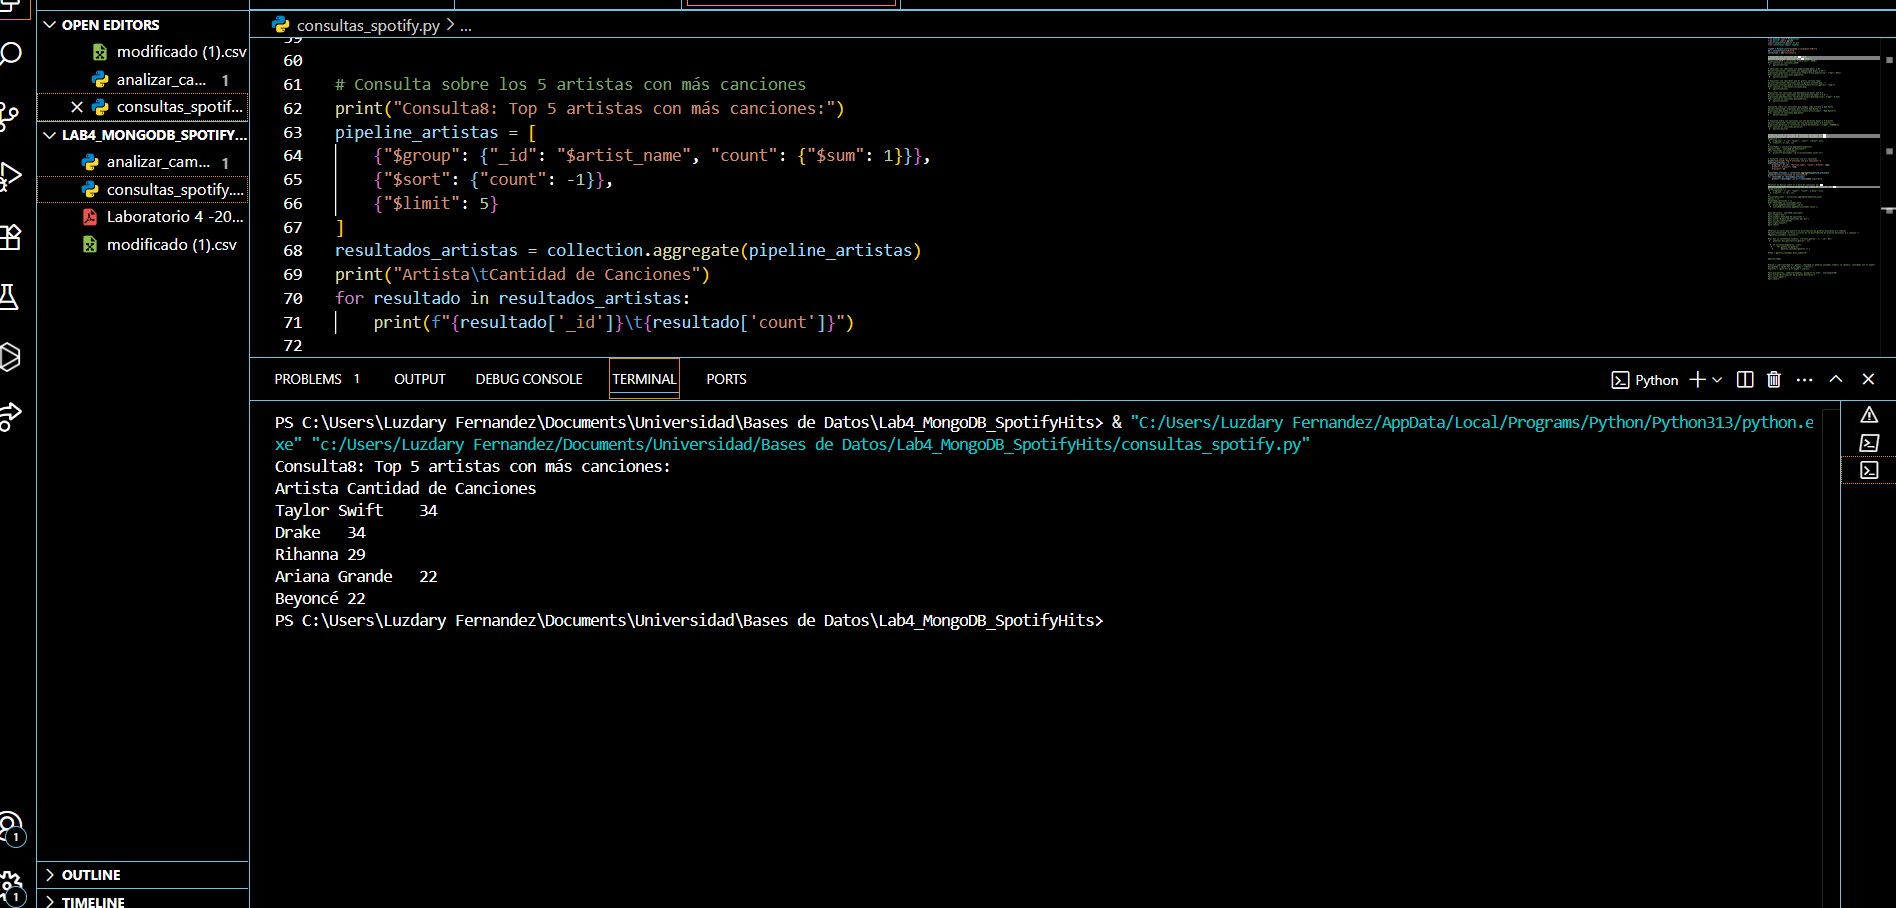 OPEN EDITORS
modificado (1).csv
analizar_ca... 1
consultas_spotif...
LAB4_MONGODB_SPOTIFY...
analizar_cam... 1
consultas_spotify....
Laboratorio 4 -20...
modificado (1).csv
OUTLINE
TIMELINE
1
1
consultas_spotify.py > ...
59
60
61 # Consulta sobre los 5 artistas con más canciones
62 print("Consulta8: Top 5 artistas con más canciones:")
63 pipeline_artistas = [
64     {"$group": {"_id": "$artist_name", "count": {"$sum": 1}}},
65     {"$sort": {"count": -1}},
66     {"$limit": 5}
67 ]
68 resultados_artistas = collection.aggregate(pipeline_artistas)
69 print("Artista\tCantidad de Canciones")
70 for resultado in resultados_artistas:
71     print(f"{resultado['_id']}\t{resultado['count']}")
72
PROBLEMS 1 OUTPUT DEBUG CONSOLE TERMINAL PORTS
Python
PS C:\Users\Luzdary Fernandez\Documents\Universidad\Bases de Datos\Lab4_MongoDB_SpotifyHits> & "C:/Users/Luzdary Fernandez/AppData/Local/Programs/Python/Python313/python.e
xe" "c:/Users/Luzdary Fernandez/Documents/Universidad/Bases de Datos/Lab4_MongoDB_SpotifyHits/consultas_spotify.py"
Consulta8: Top 5 artistas con más canciones:
Artista Cantidad de Canciones
Taylor Swift    34
Drake   34
Rihanna 29
Ariana Grande   22
Beyoncé 22
PS C:\Users\Luzdary Fernandez\Documents\Universidad\Bases de Datos\Lab4_MongoDB_SpotifyHits>